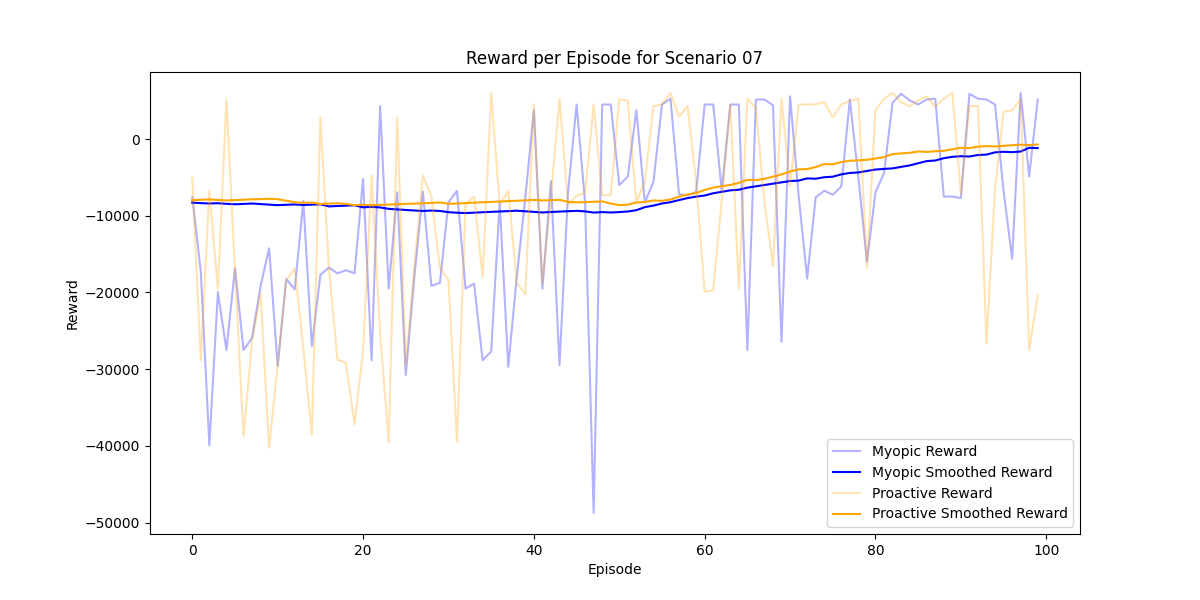 Reward per Episode for Scenario 07
Reward
0
−10000
−20000
−30000
−40000
−50000
0 20 40 60 80 100
Episode
Myopic Reward
Myopic Smoothed Reward
Proactive Reward
Proactive Smoothed Reward